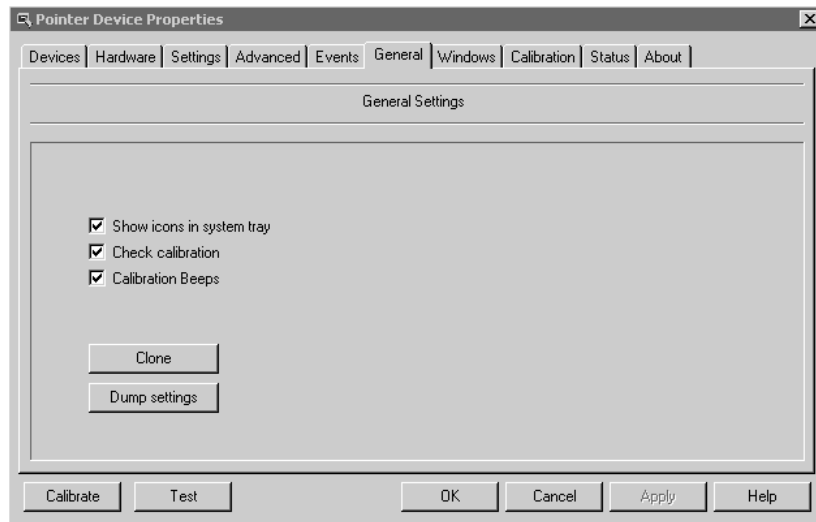 Pointer Device Properties
Devices Hardware Settings Advanced Events General Windows Calibration Status About
General Settings
Show icons in system tray
Check calibration
Calibration Beeps
Clone
Dump settings
Calibrate Test OK Cancel Apply Help